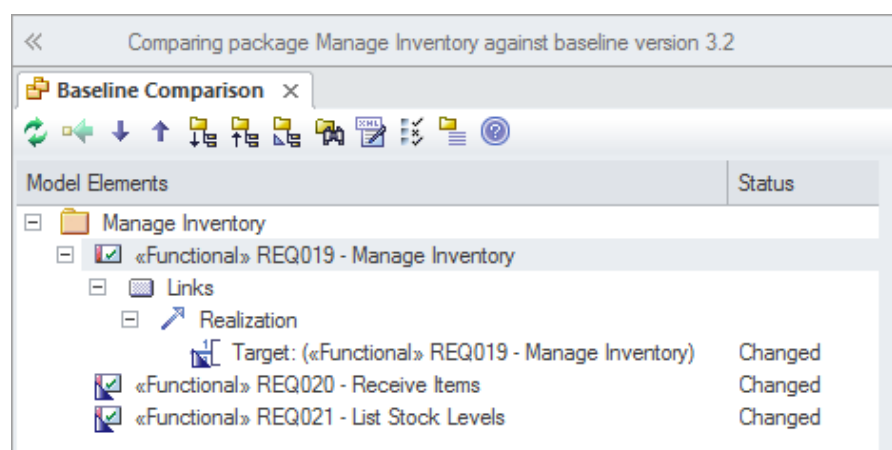 « Comparing package Manage Inventory against baseline version 3.2
Baseline Comparison ×
Model Elements Status
Manage Inventory
«Functional» REQ019 - Manage Inventory
Links
Realization
Target: («Functional» REQ019 - Manage Inventory) Changed
«Functional» REQ020 - Receive Items Changed
«Functional» REQ021 - List Stock Levels Changed